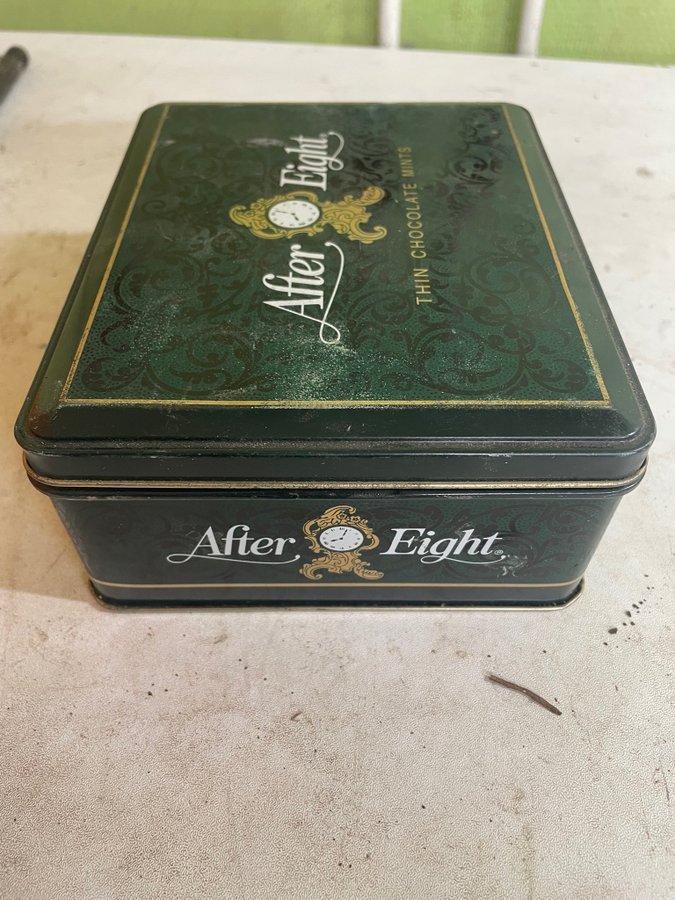 After Eight
THIN CHOCOLATE MINTS
After Eight®